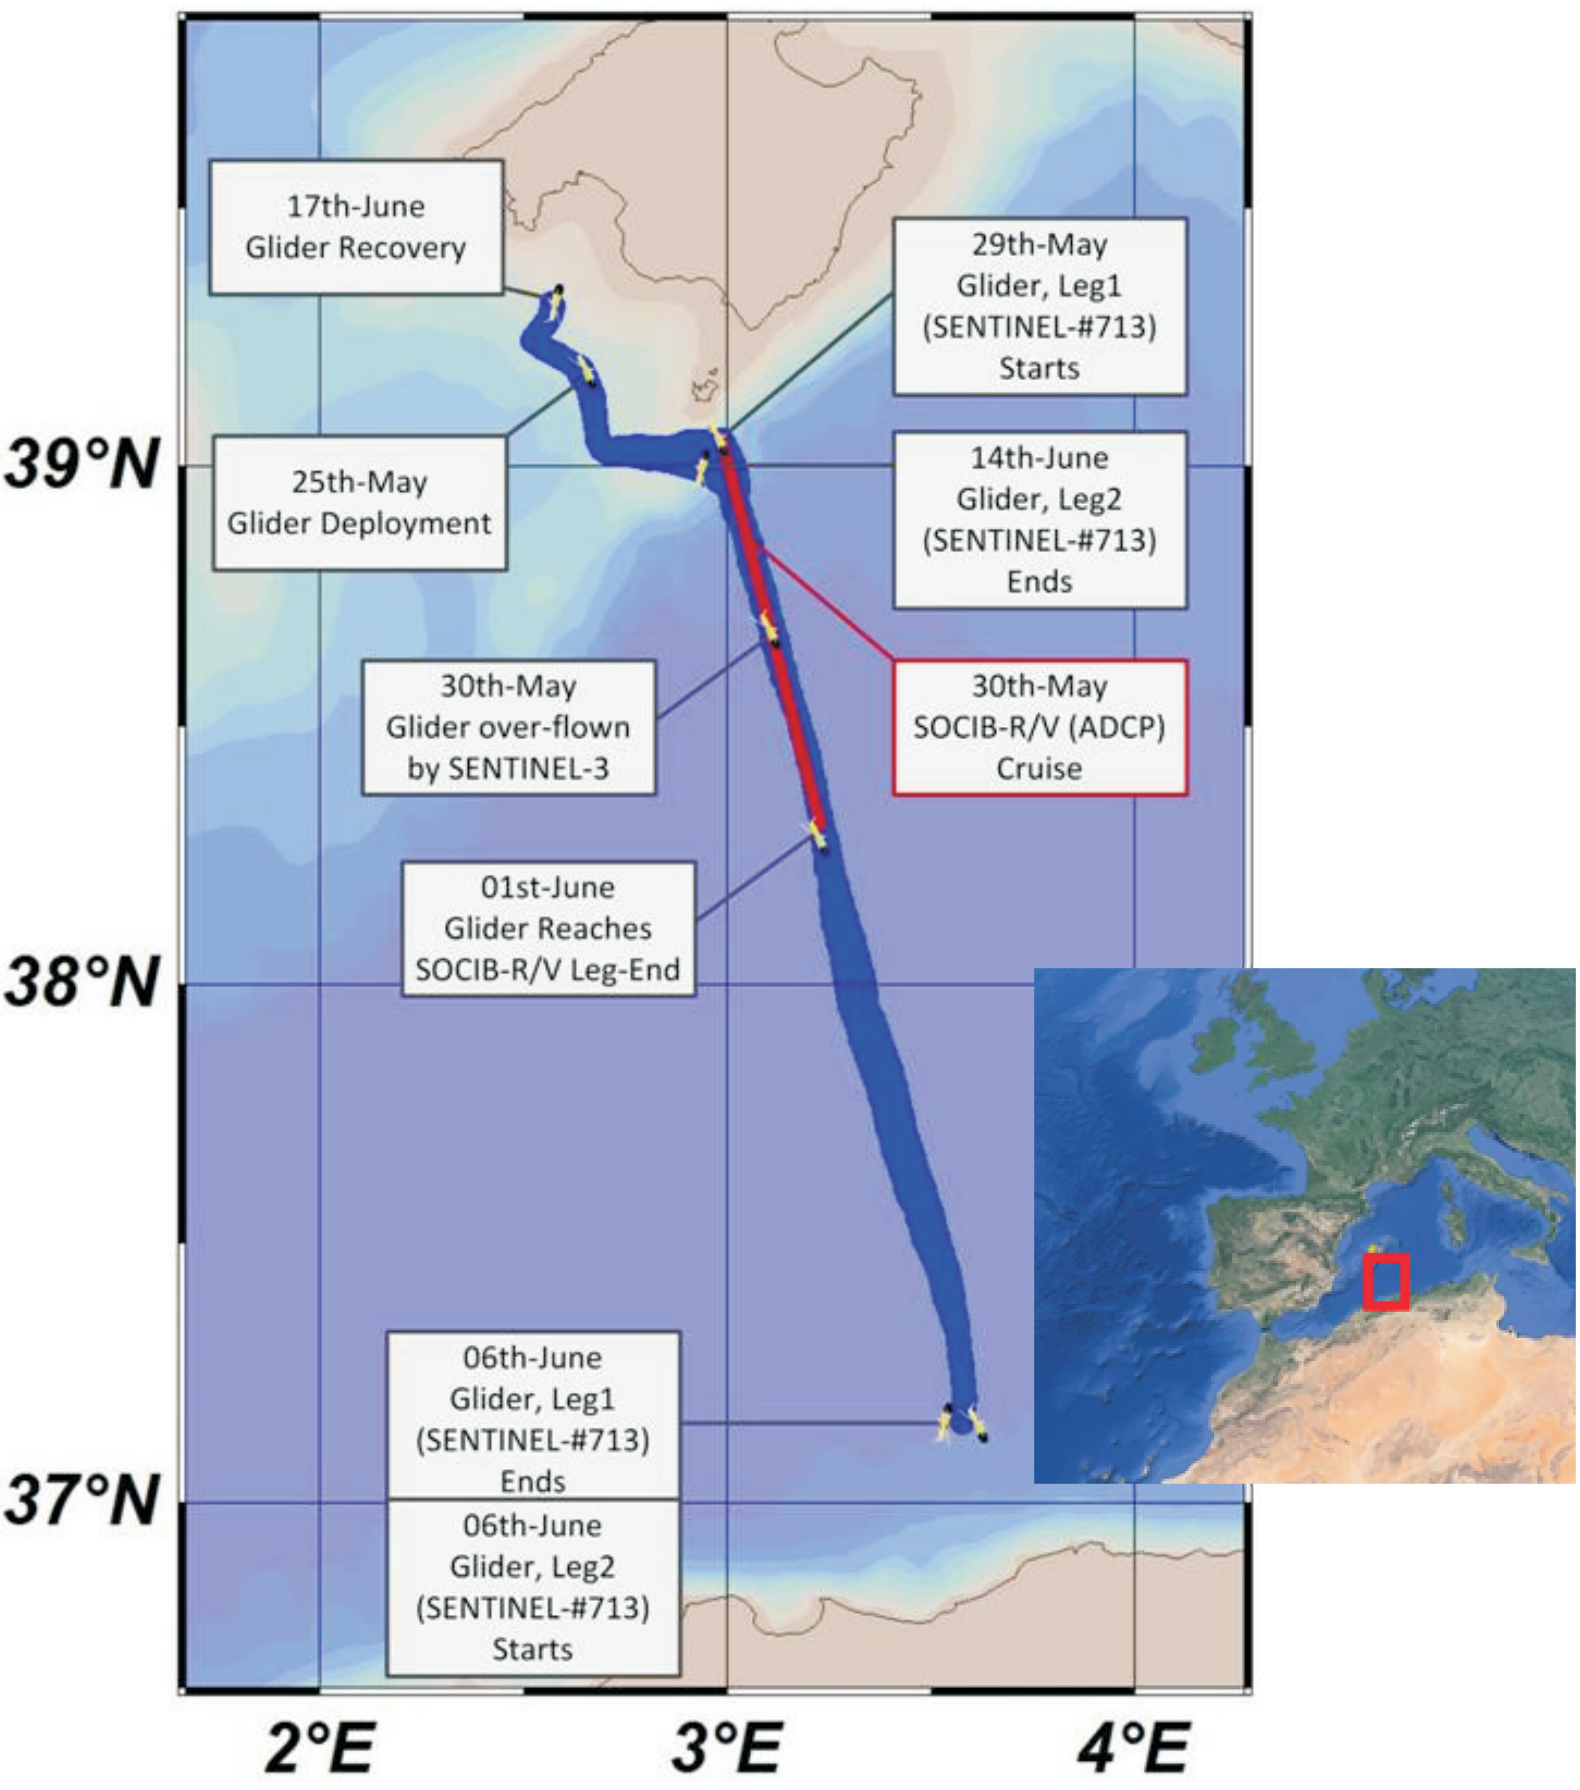 17th-June
Glider Recovery
29th-May
Glider, Leg1
(SENTINEL-#713)
Starts
39°N
25th-May
Glider Deployment
14th-June
Glider, Leg2
(SENTINEL-#713)
Ends
30th-May
Glider over-flown
by SENTINEL-3
30th-May
SOCIB-R/V (ADCP)
Cruise
01st-June
Glider Reaches
SOCIB-R/V Leg-End
38°N
06th-June
Glider, Leg1
(SENTINEL-#713)
Ends
37°N
06th-June
Glider, Leg2
(SENTINEL-#713)
Starts
2°E
3°E
4°E